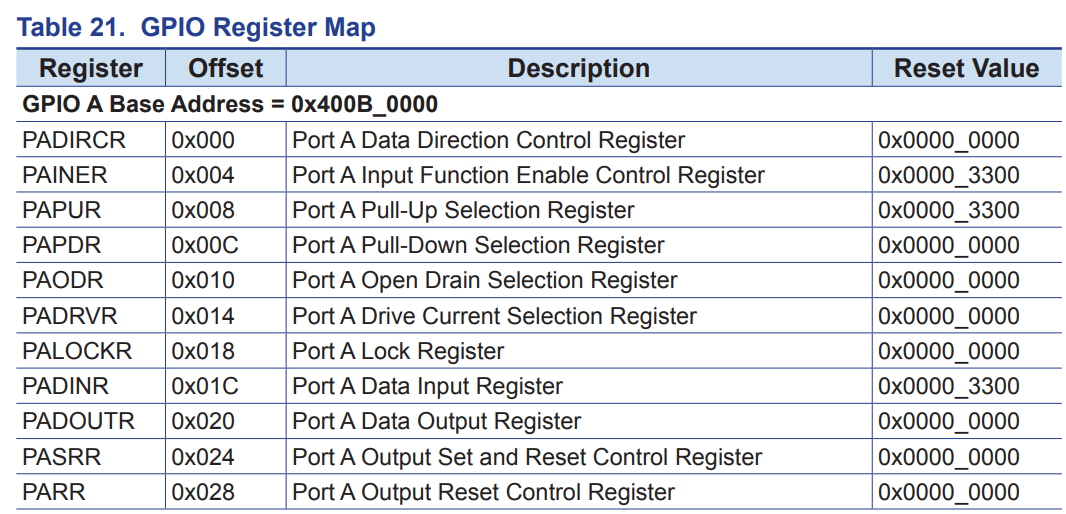 Table 21. GPIO Register Map
Register Offset Description Reset Value
GPIO A Base Address = 0x400B_0000
PADIRCR 0x000 Port A Data Direction Control Register 0x0000_0000
PAINER 0x004 Port A Input Function Enable Control Register 0x0000_3300
PAPUR 0x008 Port A Pull-Up Selection Register 0x0000_3300
PAPDR 0x00C Port A Pull-Down Selection Register 0x0000_0000
PAODR 0x010 Port A Open Drain Selection Register 0x0000_0000
PADRVR 0x014 Port A Drive Current Selection Register 0x0000_0000
PALOCKR 0x018 Port A Lock Register 0x0000_0000
PADINR 0x01C Port A Data Input Register 0x0000_3300
PADOUTR 0x020 Port A Data Output Register 0x0000_0000
PASRR 0x024 Port A Output Set and Reset Control Register 0x0000_0000
PARR 0x028 Port A Output Reset Control Register 0x0000_0000